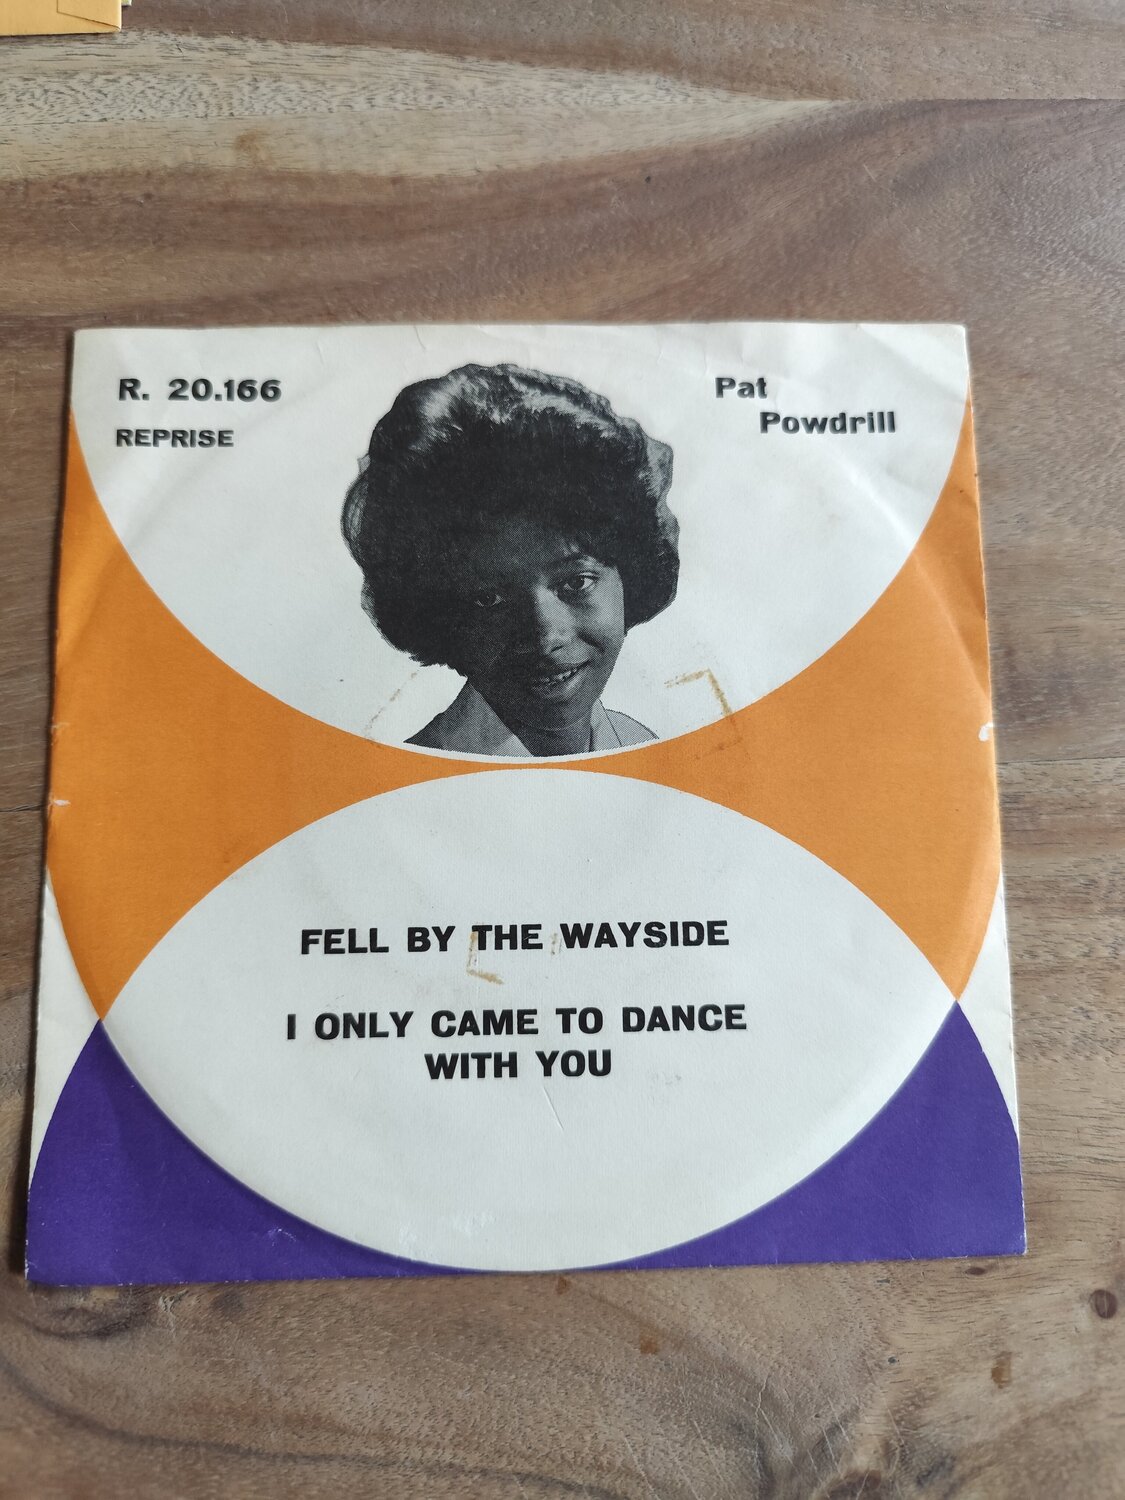 R. 20.166
REPRISE
Pat
Powdrill
FELL BY THE WAYSIDE
I ONLY CAME TO DANCE
WITH YOU